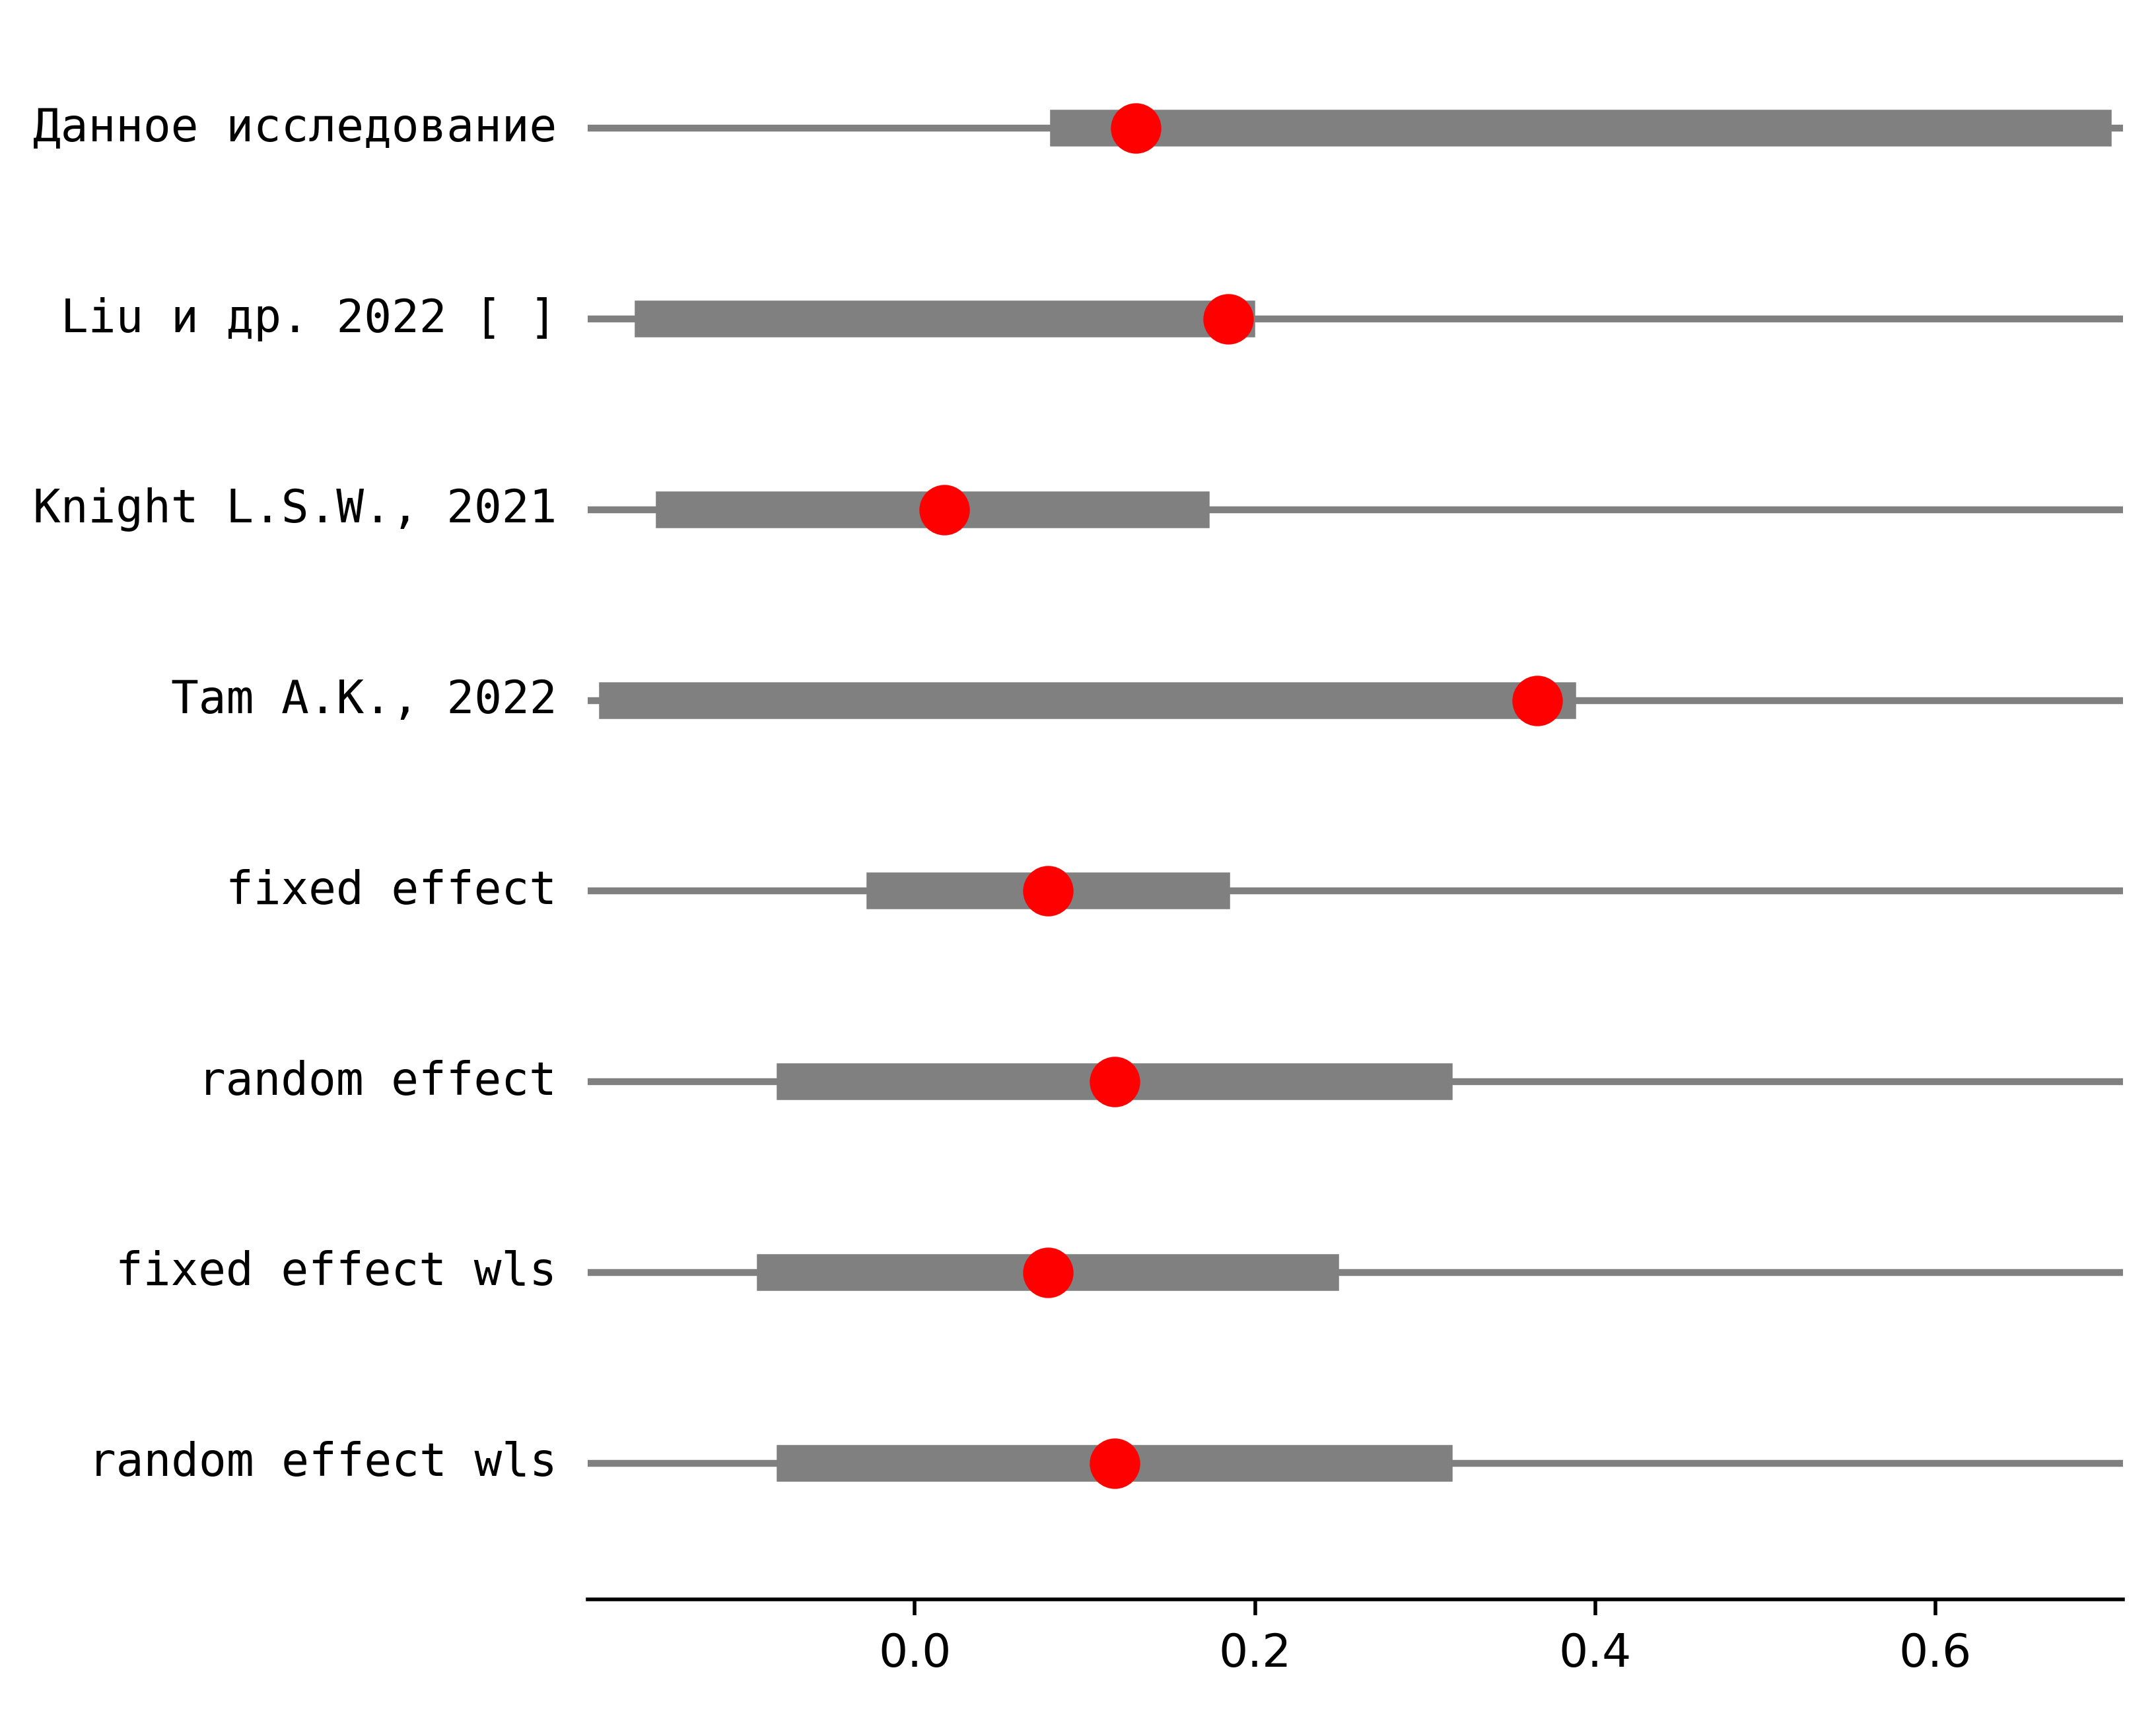 Данное исследование
Liu и др. 2022 [ ]
Knight L.S.W., 2021
Tam A.K., 2022
fixed effect
random effect
fixed effect wls
random effect wls
0.0 0.2 0.4 0.6